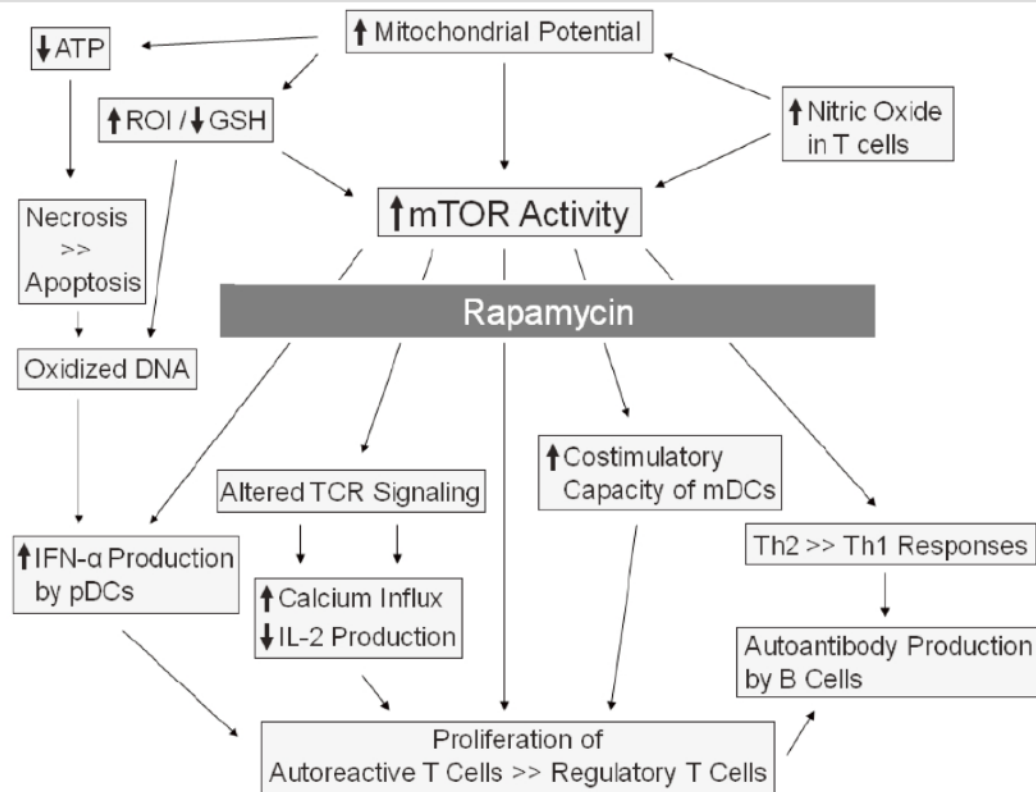 ↑ Mitochondrial Potential
↓ ATP
↑ ROI / ↓ GSH
↑ Nitric Oxide
in T cells
↑ mTOR Activity
Necrosis
>>
Apoptosis
Rapamycin
Oxidized DNA
↑ Costimulatory
Capacity of mDCs
Altered TCR Signaling
Th2 >> Th1 Responses
↑ IFN-α Production
by pDCs
↑ Calcium Influx
↓ IL-2 Production
Autoantibody Production
by B Cells
Proliferation of
Autoreactive T Cells >> Regulatory T Cells